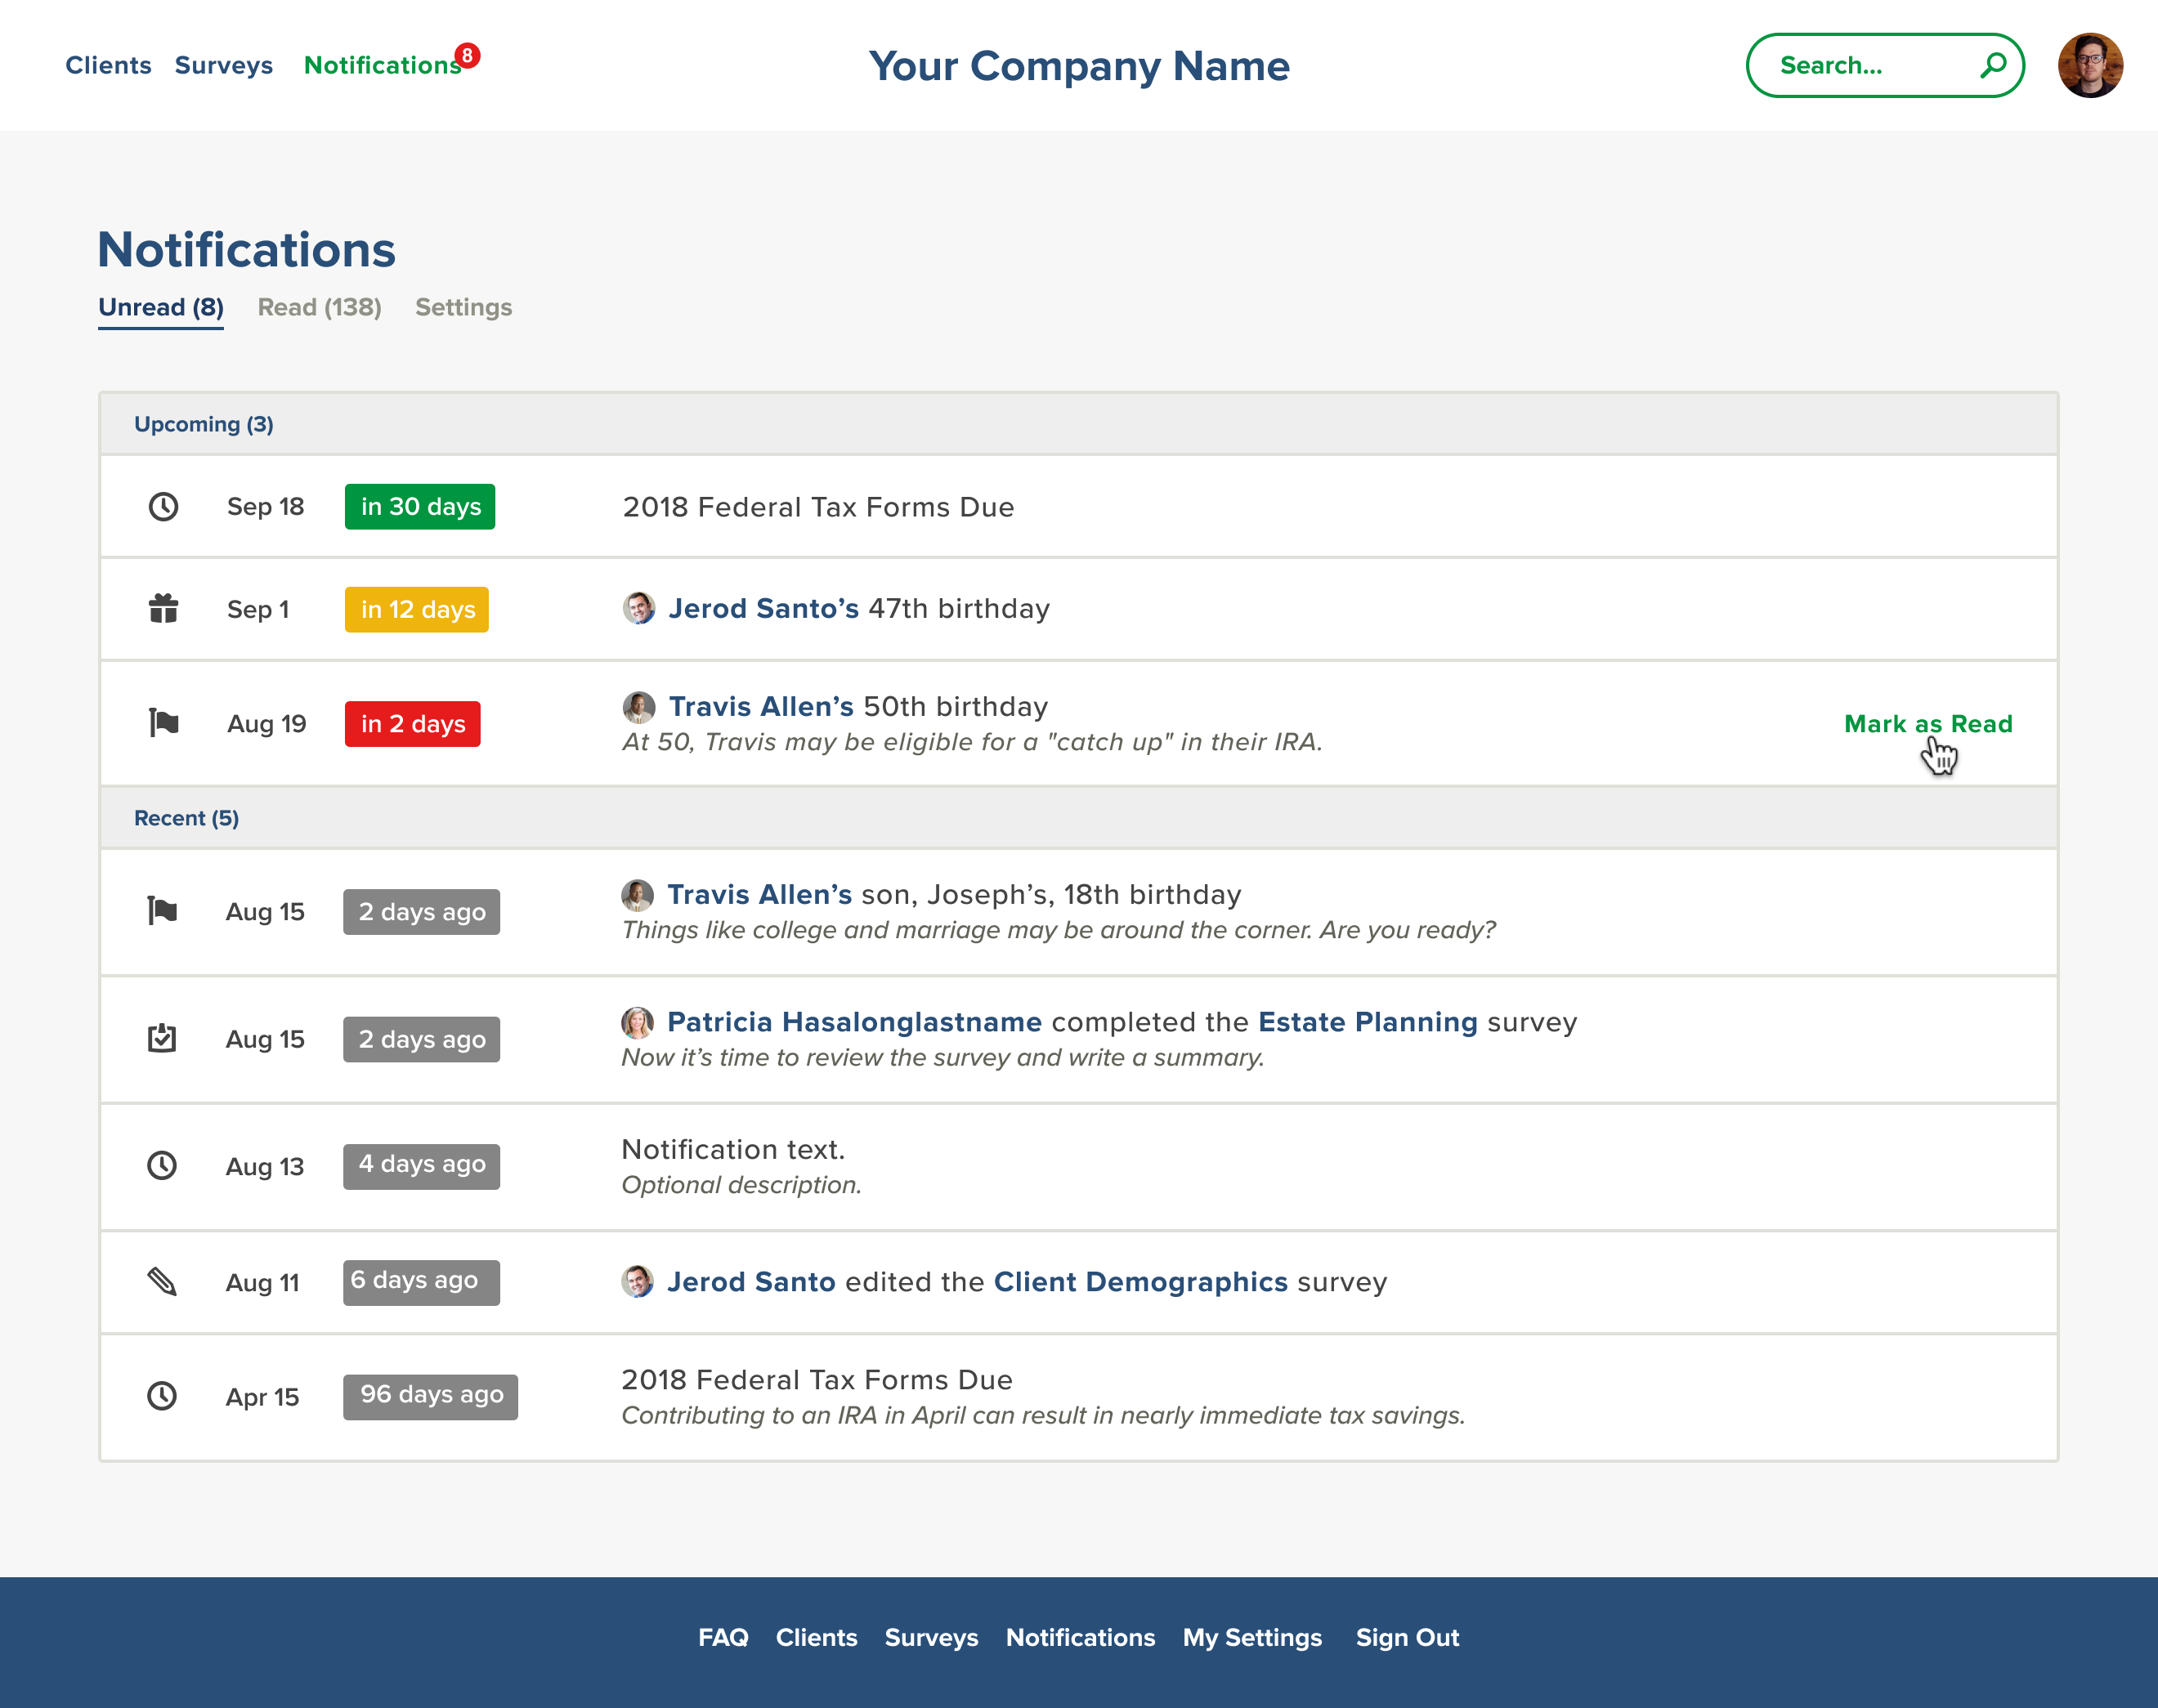 Clients Surveys Notifications 8
Your Company Name
Search...
Notifications
Unread (8) Read (138) Settings
Upcoming (3)
Sep 18 in 30 days 2018 Federal Tax Forms Due
Sep 1 in 12 days Jerod Santo’s 47th birthday
Aug 19 in 2 days Travis Allen’s 50th birthday
At 50, Travis may be eligible for a "catch up" in their IRA.
Mark as Read
Recent (5)
Aug 15 2 days ago Travis Allen’s son, Joseph’s, 18th birthday
Things like college and marriage may be around the corner. Are you ready?
Aug 15 2 days ago Patricia Hasalonglastname completed the Estate Planning survey
Now it’s time to review the survey and write a summary.
Aug 13 4 days ago Notification text.
Optional description.
Aug 11 6 days ago Jerod Santo edited the Client Demographics survey
Apr 15 96 days ago 2018 Federal Tax Forms Due
Contributing to an IRA in April can result in nearly immediate tax savings.
FAQ Clients Surveys Notifications My Settings Sign Out